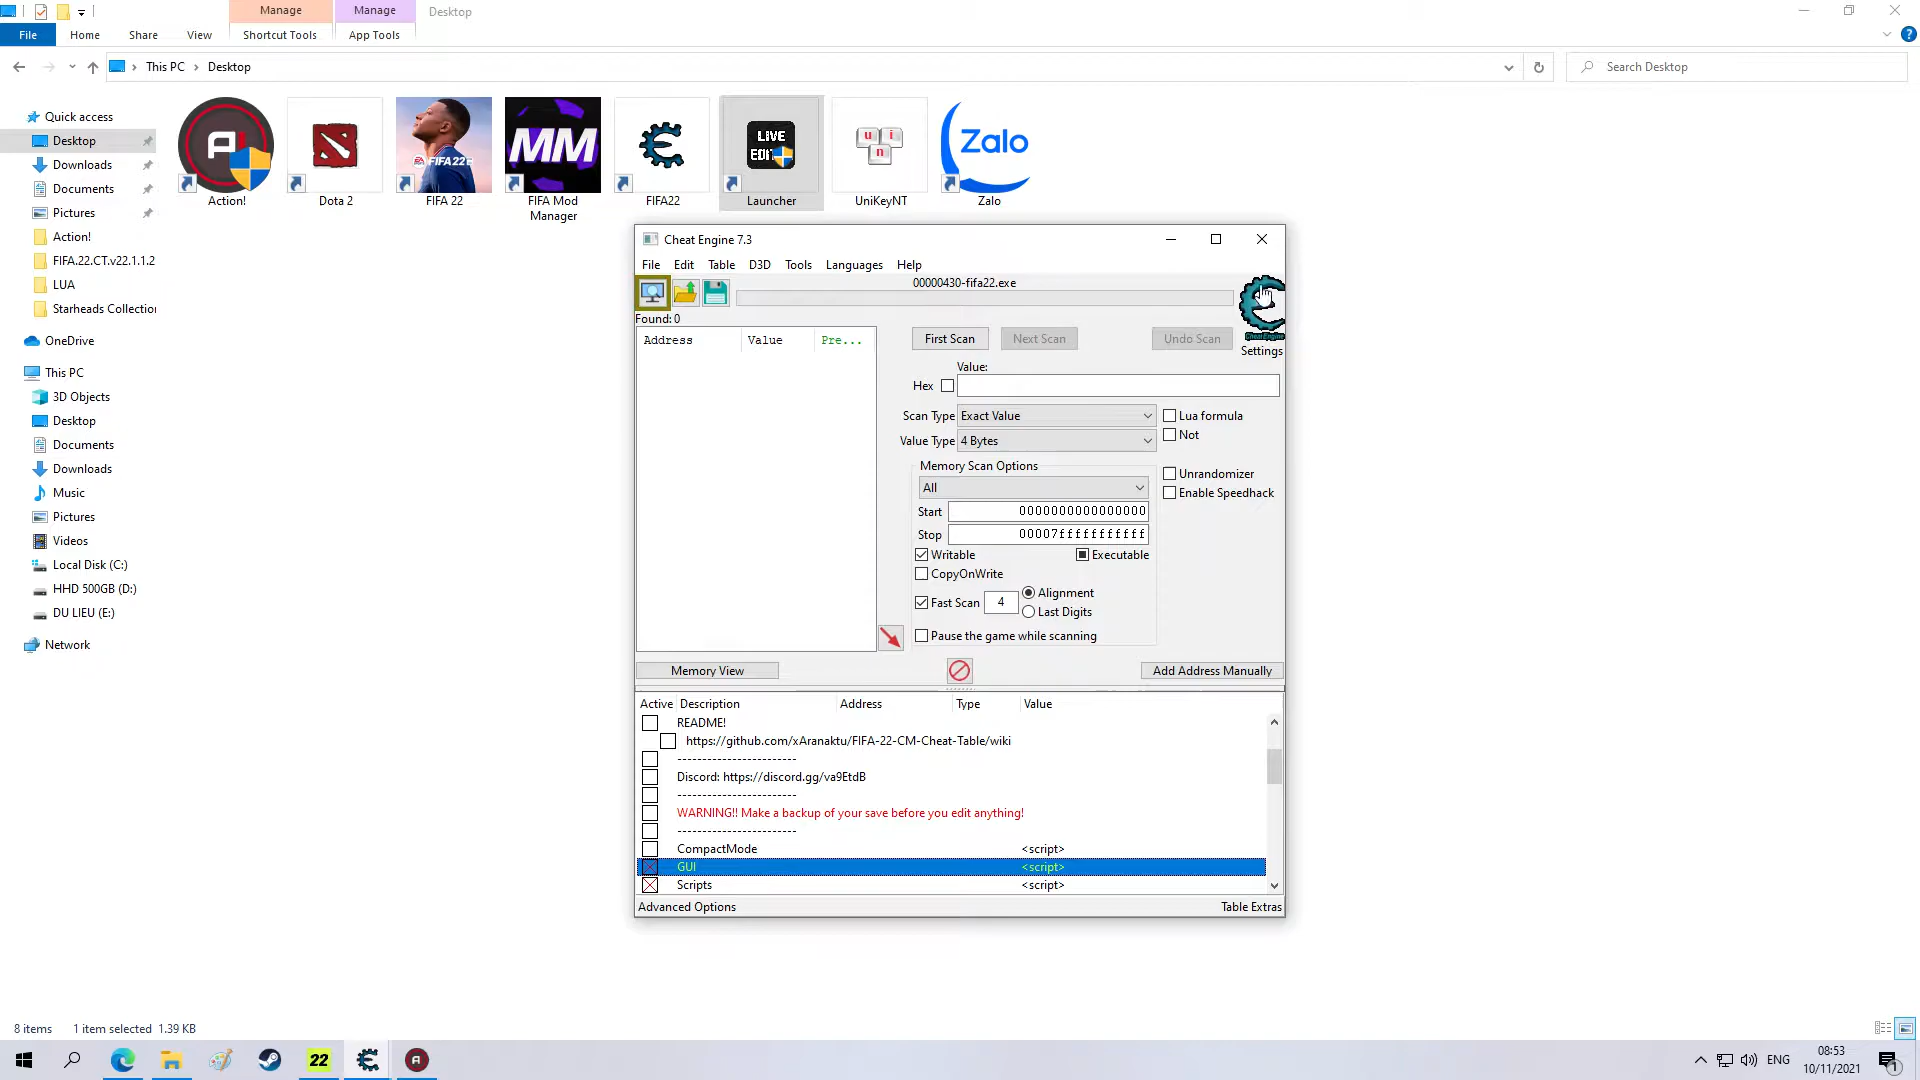 Manage
Manage
Desktop
File
Home
Share
View
Shortcut Tools
App Tools
This PC
Desktop
Search Desktop
Quick access
Desktop
Downloads
Documents
Pictures
Action!
FIFA.22.CT.v22.1.1.2
LUA
Starheads Collection
OneDrive
This PC
3D Objects
Desktop
Documents
Downloads
Music
Pictures
Videos
Local Disk (C:)
HHD 500GB (D:)
DU LIEU (E:)
Network
A!
FIFA 22
MM
LIVE
EDIT
u i
n
Zalo
Action!
Dota 2
FIFA 22
FIFA Mod
Manager
FIFA22
Launcher
UniKeyNT
Zalo
Cheat Engine 7.3
File
Edit
Table
D3D
Tools
Languages
Help
00000430-fifa22.exe
Found: 0
Settings
Address
Value
Pre...
First Scan
Next Scan
Undo Scan
Value:
Hex
Scan Type
Exact Value
Lua formula
Value Type
4 Bytes
Not
Memory Scan Options
All
Unrandomizer
Enable Speedhack
Start
0000000000000000
Stop
00007fffffffffff
Writable
Executable
CopyOnWrite
Fast Scan
4
Alignment
Last Digits
Pause the game while scanning
Memory View
Add Address Manually
Active
Description
Address
Type
Value
README!
https://github.com/xAranaktu/FIFA-22-CM-Cheat-Table/wiki
------------------------
Discord: https://discord.gg/va9EtdB
------------------------
WARNING!! Make a backup of your save before you edit anything!
------------------------
CompactMode
<script>
GUI
<script>
Scripts
<script>
Advanced Options
Table Extras
8 items
1 item selected
1.39 KB
22
ENG
08:53
10/11/2021
1